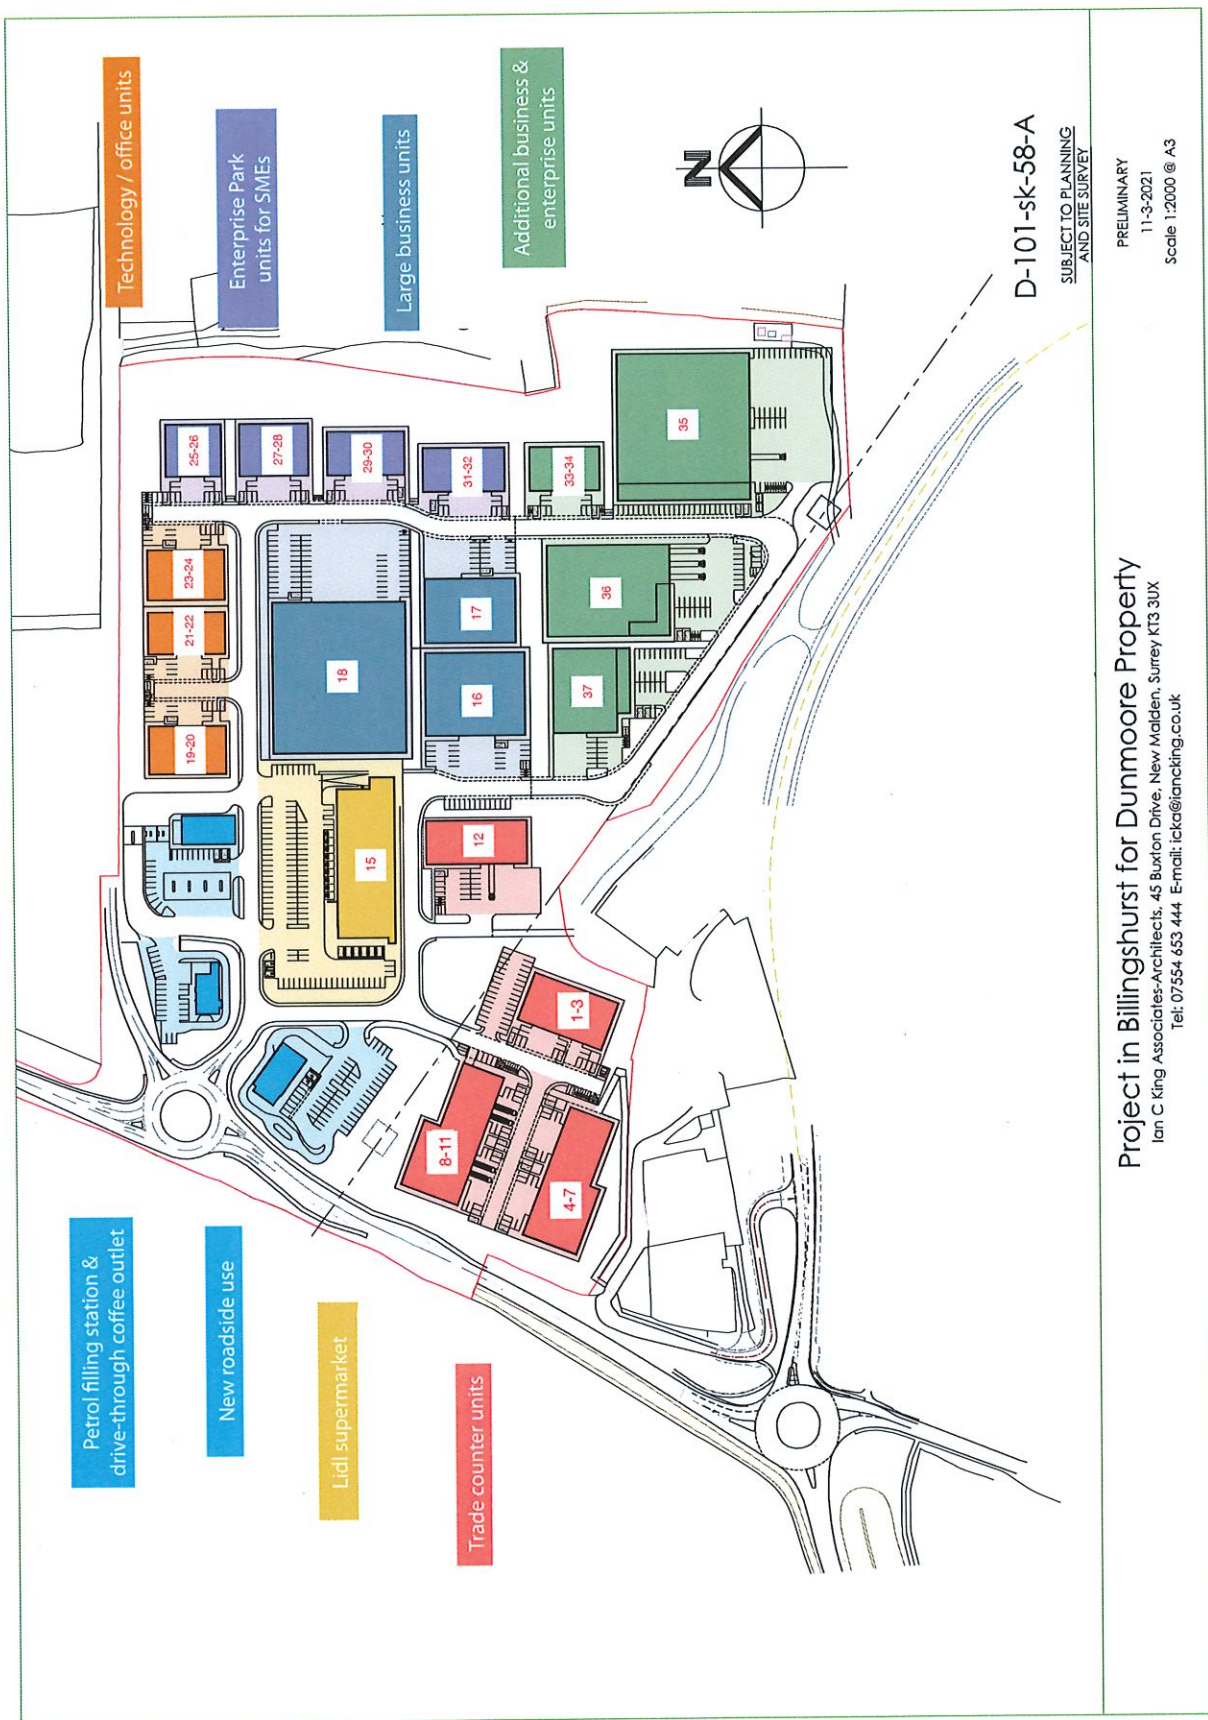 Petrol filling station &
drive-through coffee outlet
New roadside use
Lidl supermarket
Trade counter units
Technology / office units
Enterprise Park
units for SMEs
Large business units
Additional business &
enterprise units
N
19-20
21-22
23-24
25-26
27-28
29-30
31-32
33-34
35
18
17
16
36
37
15
12
1-3
8-11
4-7
D-101-sk-58-A
SUBJECT TO PLANNING
AND SITE SURVEY
Project in Billingshurst for Dunmoore Property
Ian C King Associates-Architects, 45 Buxton Drive, New Malden, Surrey KT3 3UX
Tel: 07554 653 444 E-mail: icka@iancking.co.uk
PRELIMINARY
11-3-2021
Scale 1:2000 @ A3